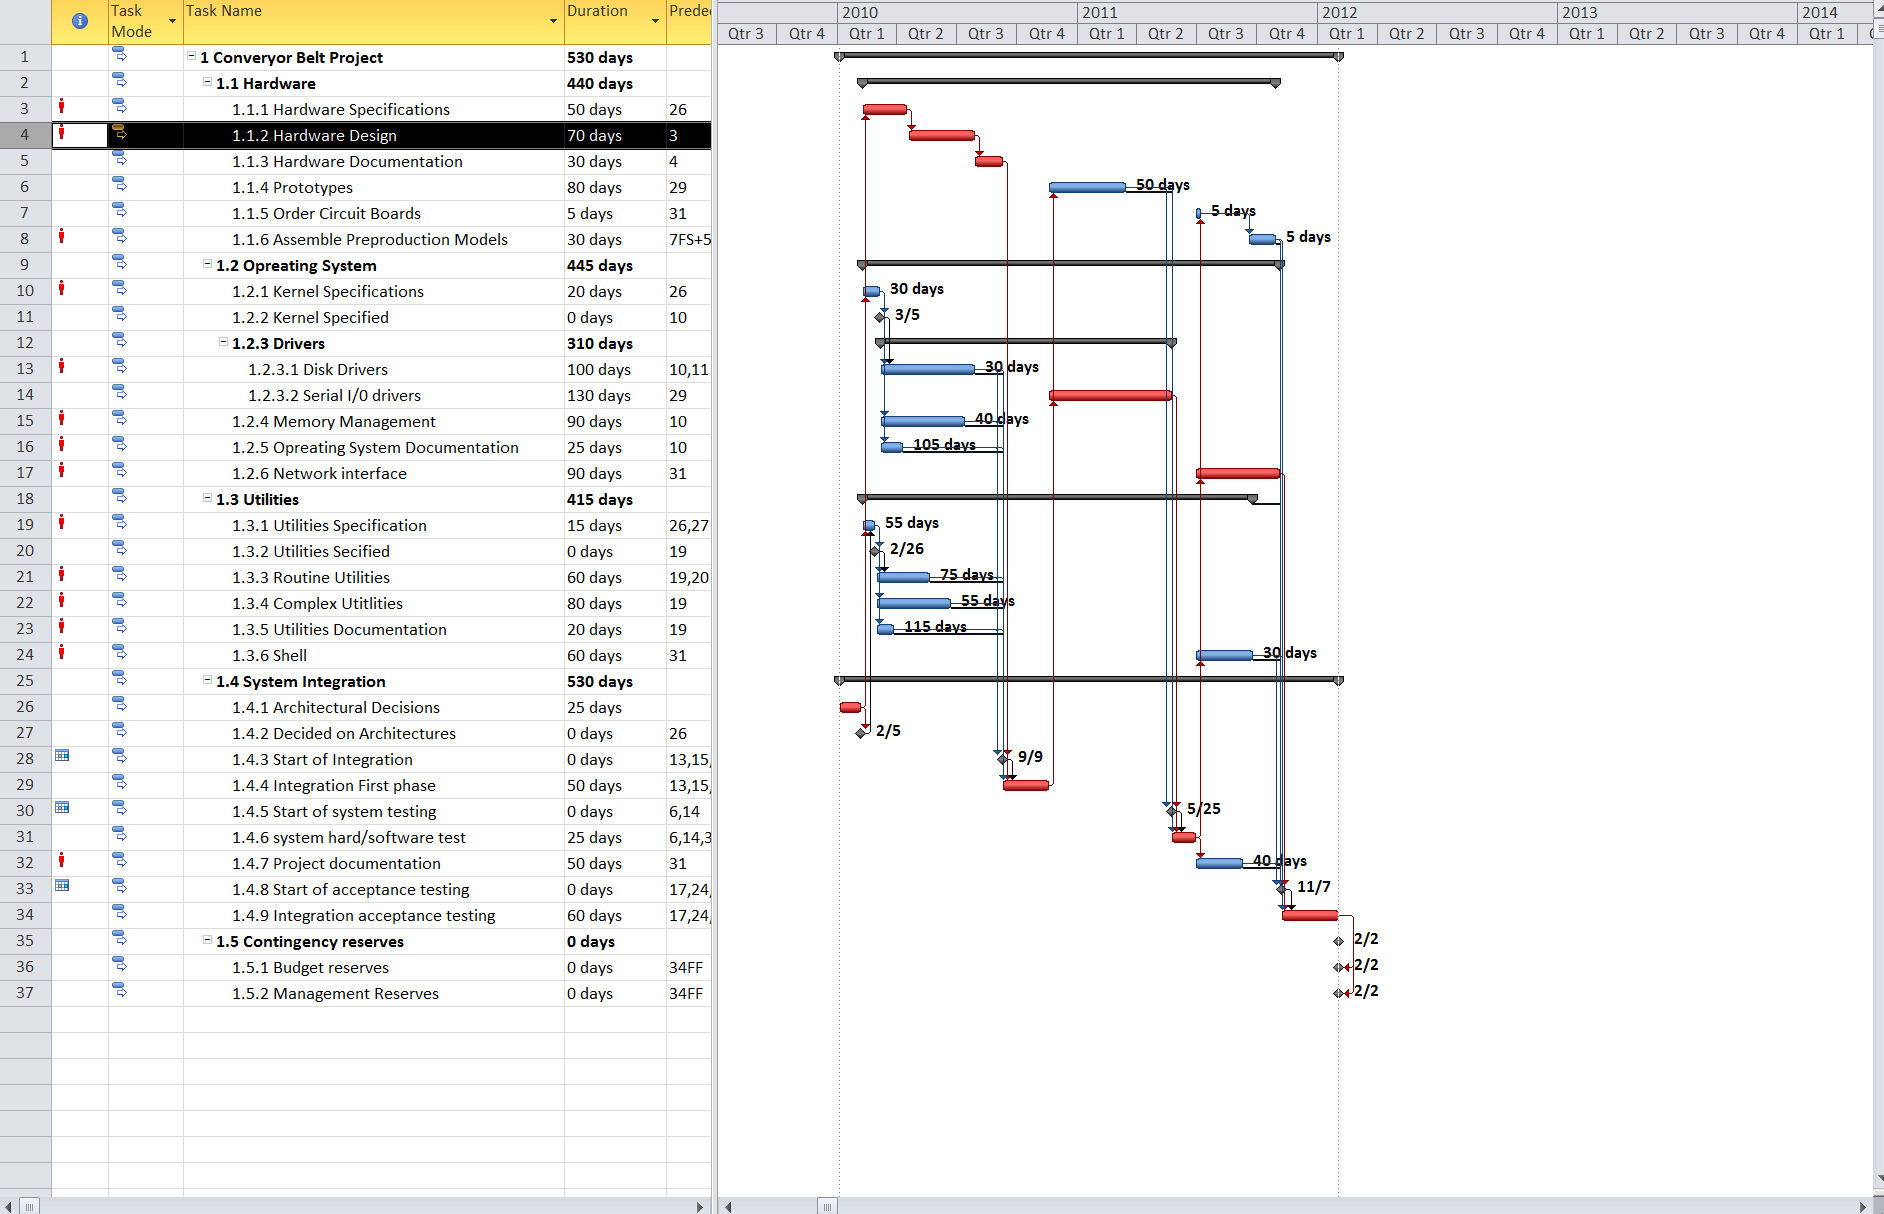 Task Mode Task Name Duration Predec
2010 2011 2012 2013 2014
Qtr 3 Qtr 4 Qtr 1 Qtr 2 Qtr 3 Qtr 4 Qtr 1 Qtr 2 Qtr 3 Qtr 4 Qtr 1 Qtr 2 Qtr 3 Qtr 4 Qtr 1 Qtr 2 Qtr 3 Qtr 4 Qtr 1
1 1 Converyor Belt Project 530 days
2 1.1 Hardware 440 days
3 1.1.1 Hardware Specifications 50 days 26
4 1.1.2 Hardware Design 70 days 3
5 1.1.3 Hardware Documentation 30 days 4
6 1.1.4 Prototypes 80 days 29 50 days
7 1.1.5 Order Circuit Boards 5 days 31 5 days
8 1.1.6 Assemble Preproduction Models 30 days 7FS+5 5 days
9 1.2 Opreating System 445 days
10 1.2.1 Kernel Specifications 20 days 26 30 days
11 1.2.2 Kernel Specified 0 days 10 3/5
12 1.2.3 Drivers 310 days
13 1.2.3.1 Disk Drivers 100 days 10,11 30 days
14 1.2.3.2 Serial I/0 drivers 130 days 29
15 1.2.4 Memory Management 90 days 10 40 days
16 1.2.5 Opreating System Documentation 25 days 10 105 days
17 1.2.6 Network interface 90 days 31
18 1.3 Utilities 415 days
19 1.3.1 Utilities Specification 15 days 26,27 55 days
20 1.3.2 Utilities Secified 0 days 19 2/26
21 1.3.3 Routine Utilities 60 days 19,20 75 days
22 1.3.4 Complex Utitlities 80 days 19 55 days
23 1.3.5 Utilities Documentation 20 days 19 115 days
24 1.3.6 Shell 60 days 31 30 days
25 1.4 System Integration 530 days
26 1.4.1 Architectural Decisions 25 days
27 1.4.2 Decided on Architectures 0 days 26 2/5
28 1.4.3 Start of Integration 0 days 13,15, 9/9
29 1.4.4 Integration First phase 50 days 13,15,
30 1.4.5 Start of system testing 0 days 6,14 5/25
31 1.4.6 system hard/software test 25 days 6,14,3
32 1.4.7 Project documentation 50 days 31 40 days
33 1.4.8 Start of acceptance testing 0 days 17,24, 11/7
34 1.4.9 Integration acceptance testing 60 days 17,24,
35 1.5 Contingency reserves 0 days 2/2
36 1.5.1 Budget reserves 0 days 34FF 2/2
37 1.5.2 Management Reserves 0 days 34FF 2/2